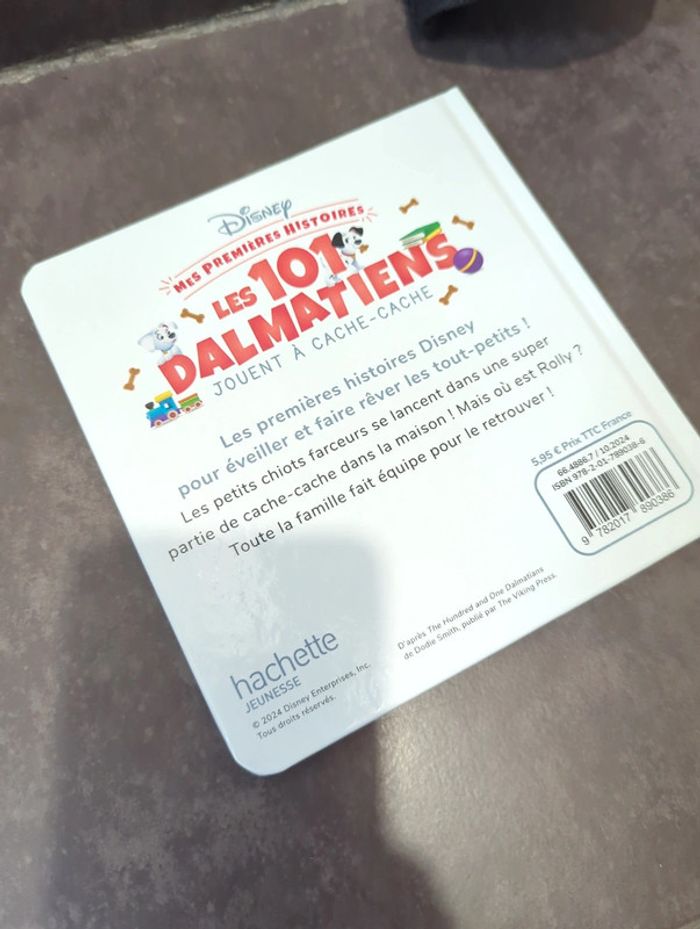 Disney
MES PREMIÈRES HISTOIRES
LES 101
DALMATIENS
JOUENT À CACHE-CACHE
Les premières histoires Disney
pour éveiller et faire rêver les tout-petits !
Les petits chiots farceurs se lancent dans une super
partie de cache-cache dans la maison ! Mais où est Rolly ?
Toute la famille fait équipe pour le retrouver !
5,95 € Prix TTC France
66.4886.7 / 10.2024
ISBN 978-2-01-789038-6
9 782017 890386
D'après The Hundred and One Dalmatians
de Dodie Smith, publié par The Viking Press.
hachette
JEUNESSE
© 2024 Disney Enterprises, Inc.
Tous droits réservés.